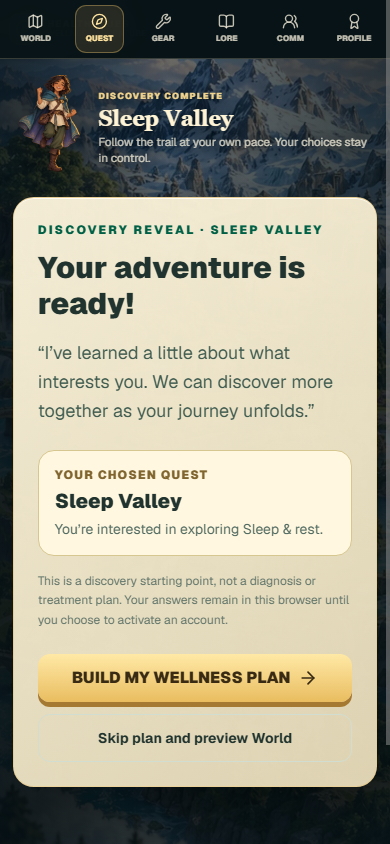 WORLD
QUEST
GEAR
LORE
COMM
PROFILE
DISCOVERY COMPLETE
Sleep Valley
Follow the trail at your own pace. Your choices stay
in control.
DISCOVERY REVEAL · SLEEP VALLEY
Your adventure is
ready!
“I’ve learned a little about what
interests you. We can discover more
together as your journey unfolds.”
YOUR CHOSEN QUEST
Sleep Valley
You’re interested in exploring Sleep & rest.
This is a discovery starting point, not a diagnosis or
treatment plan. Your answers remain in this browser until
you choose to activate an account.
BUILD MY WELLNESS PLAN →
Skip plan and preview World